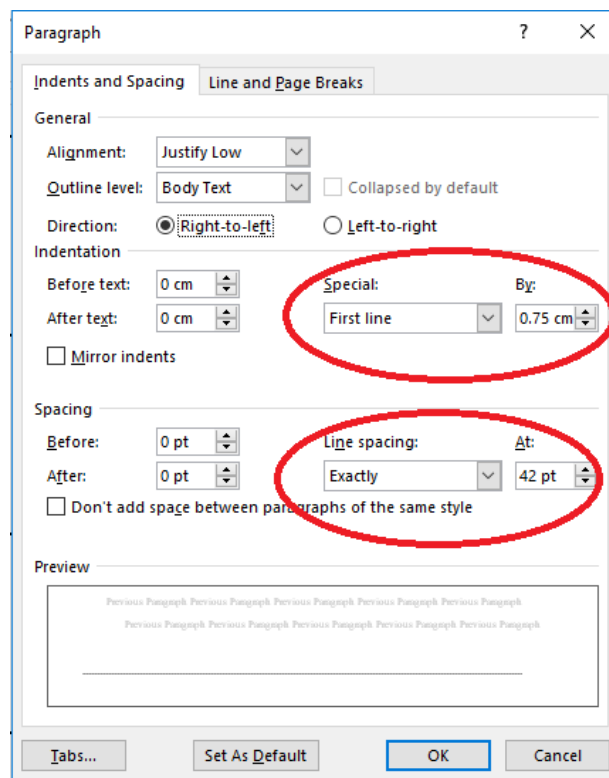 Paragraph ?
Indents and Spacing Line and Page Breaks
General
Alignment: Justify Low
Outline level: Body Text Collapsed by default
Direction: Right-to-left Left-to-right
Indentation
Before text: 0 cm Special: By:
After text: 0 cm First line 0.75 cm
Mirror indents
Spacing
Before: 0 pt Line spacing: At:
After: 0 pt Exactly 42 pt
Don't add space between paragraphs of the same style
Preview
Previous Paragraph Previous Paragraph Previous Paragraph Previous Paragraph Previous Paragraph
Previous Paragraph Previous Paragraph Previous Paragraph Previous Paragraph Previous Paragraph
Tabs... Set As Default OK Cancel